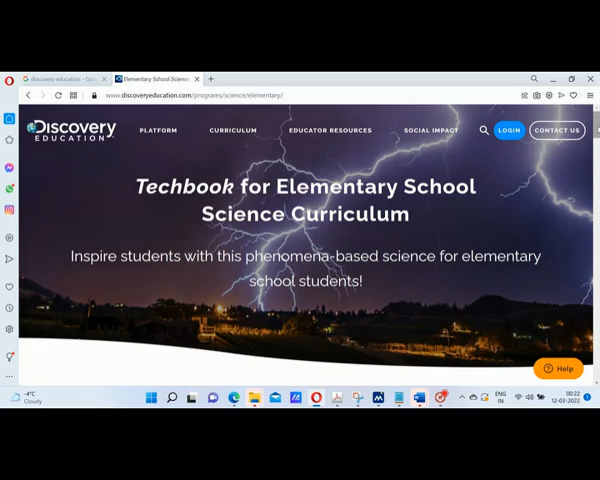 discovery education - Goo
Elementary School Science
www.discoveryeducation.com/programs/science/elementary/
Discovery
EDUCATION
PLATFORM
CURRICULUM
EDUCATOR RESOURCES
SOCIAL IMPACT
LOGIN
CONTACT US
Techbook for Elementary School
Science Curriculum
Inspire students with this phenomena-based science for elementary
school students!
Help
-4°C
Cloudy
ENG
IN
00:22
12-03-2022